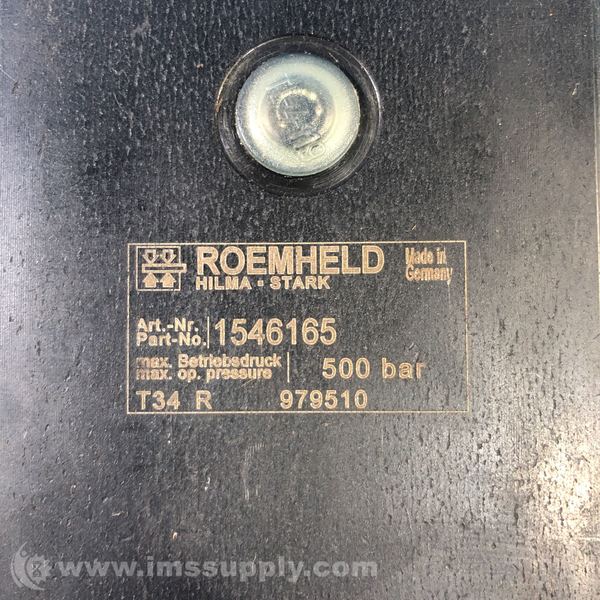 ROEMHELD
HILMA ▪ STARK
Made in
Germany
Art.-Nr.
Part-No. 1546165
max. Betriebsdruck
max. op. pressure 500 bar
T34 R 979510
www.imssupply.com